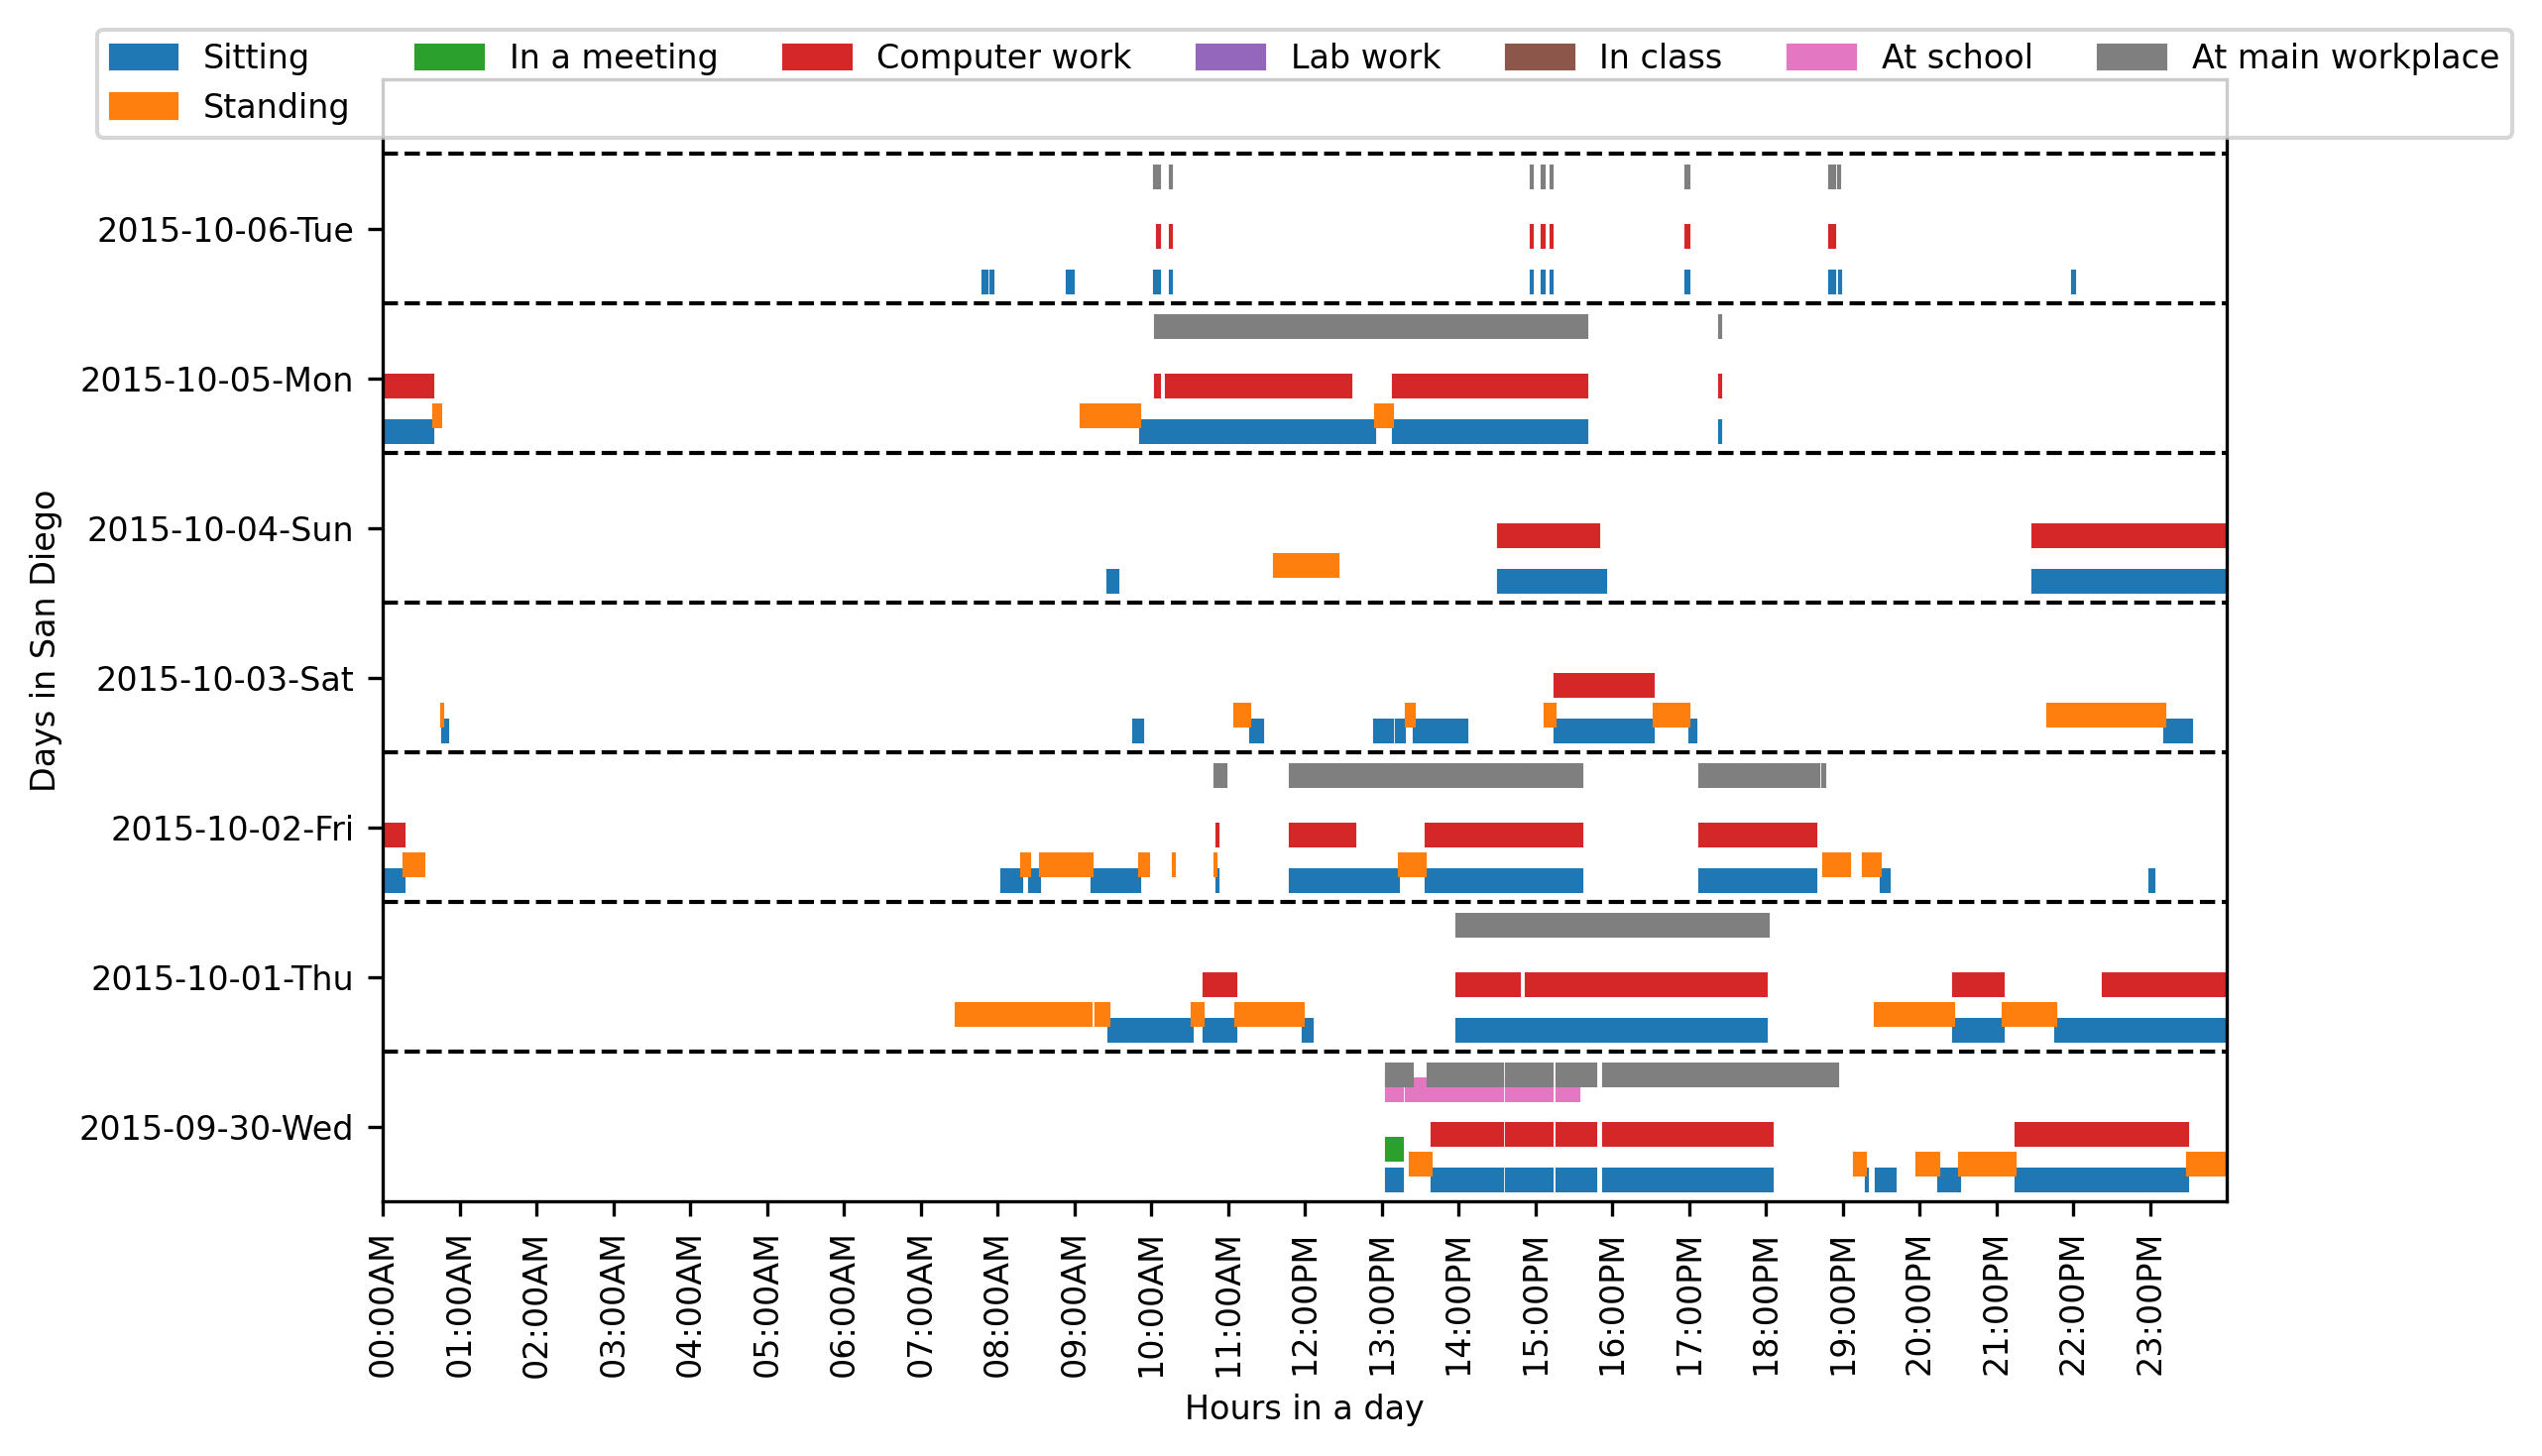 Sitting In a meeting Computer work Lab work In class At school At main workplace
Standing
2015-10-06-Tue
2015-10-05-Mon
2015-10-04-Sun
2015-10-03-Sat
2015-10-02-Fri
2015-10-01-Thu
2015-09-30-Wed
Days in San Diego
00:00AM 01:00AM 02:00AM 03:00AM 04:00AM 05:00AM 06:00AM 07:00AM 08:00AM 09:00AM 10:00AM 11:00AM 12:00PM 13:00PM 14:00PM 15:00PM 16:00PM 17:00PM 18:00PM 19:00PM 20:00PM 21:00PM 22:00PM 23:00PM
Hours in a day